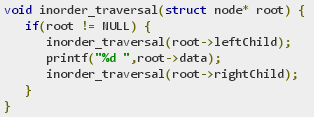 void inorder_traversal(struct node* root) {
   if(root != NULL) {
      inorder_traversal(root->leftChild);
      printf("%d ",root->data);
      inorder_traversal(root->rightChild);
   }
}